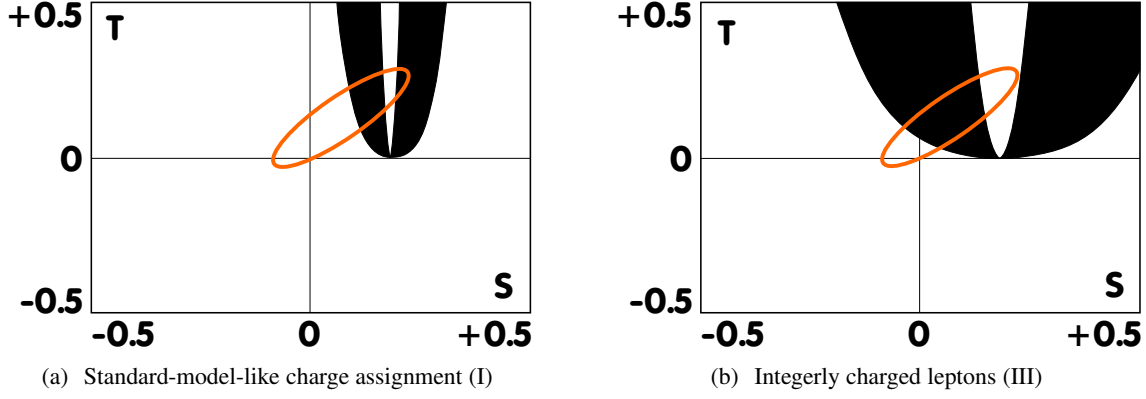 +0.5
T
0
-0.5
S
-0.5 0 +0.5
(a) Standard-model-like charge assignment (I)
+0.5
T
0
-0.5
S
-0.5 0 +0.5
(b) Integerly charged leptons (III)